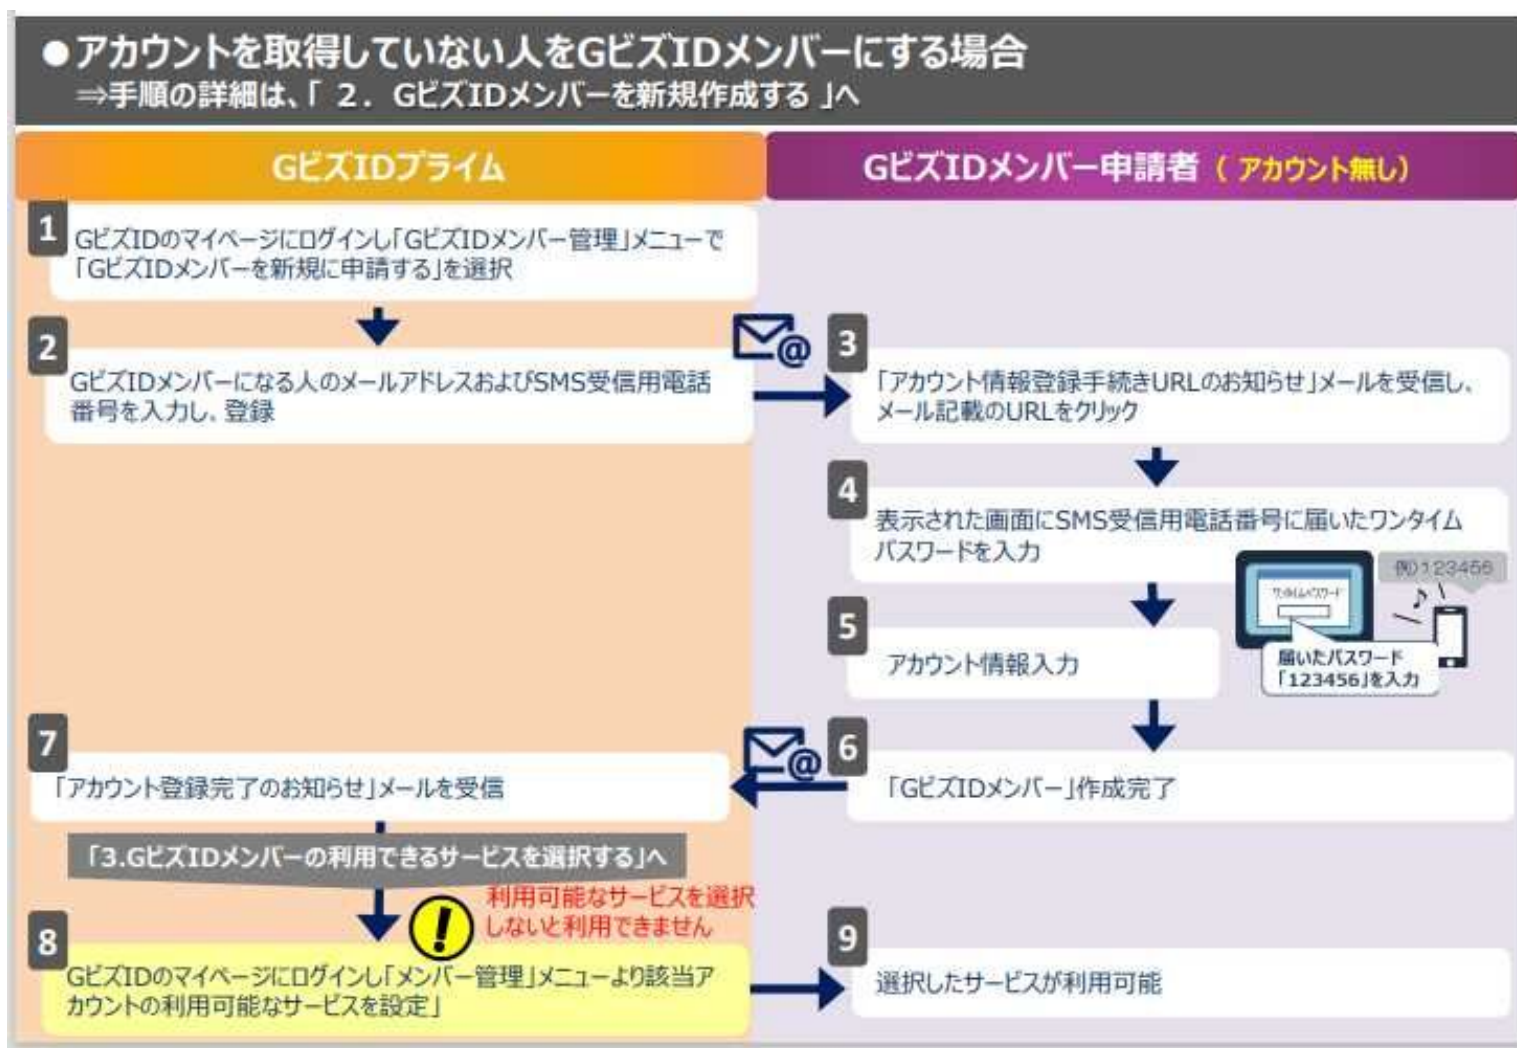 ●アカウントを取得していない人をGビズIDメンバーにする場合
⇒手順の詳細は、「 2．GビズIDメンバーを新規作成する 」へ
GビズIDプライム
GビズIDメンバー申請者（ アカウント無し）
1
GビズIDのマイページにログインし「GビズIDメンバー管理」メニューで
「GビズIDメンバーを新規に申請する」を選択
2
GビズIDメンバーになる人のメールアドレスおよびSMS受信用電話
番号を入力し、登録
@
3
「アカウント情報登録手続きURLのお知らせ」メールを受信し、
メール記載のURLをクリック
4
表示された画面にSMS受信用電話番号に届いたワンタイム
パスワードを入力
例)123456
ワンタイムパスワード
届いたパスワード
「123456」を入力
5
アカウント情報入力
6
「GビズIDメンバー」作成完了
@
7
「アカウント登録完了のお知らせ」メールを受信
「3.GビズIDメンバーの利用できるサービスを選択する」へ
!
利用可能なサービスを選択
しないと利用できません
8
GビズIDのマイページにログインし「メンバー管理」メニューより該当ア
カウントの利用可能なサービスを設定」
9
選択したサービスが利用可能